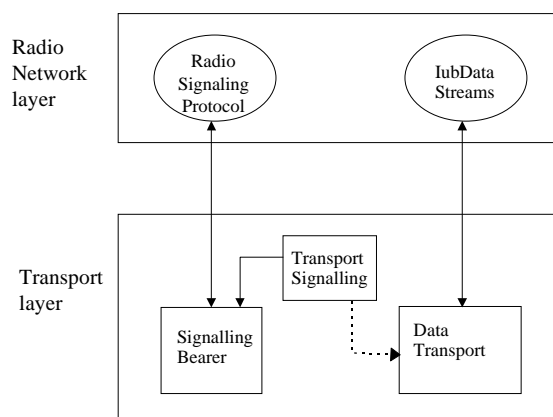 Radio
Network
layer
Radio
Signaling
Protocol
IubData
Streams
Transport
layer
Transport
Signalling
Signalling
Bearer
Data
Transport